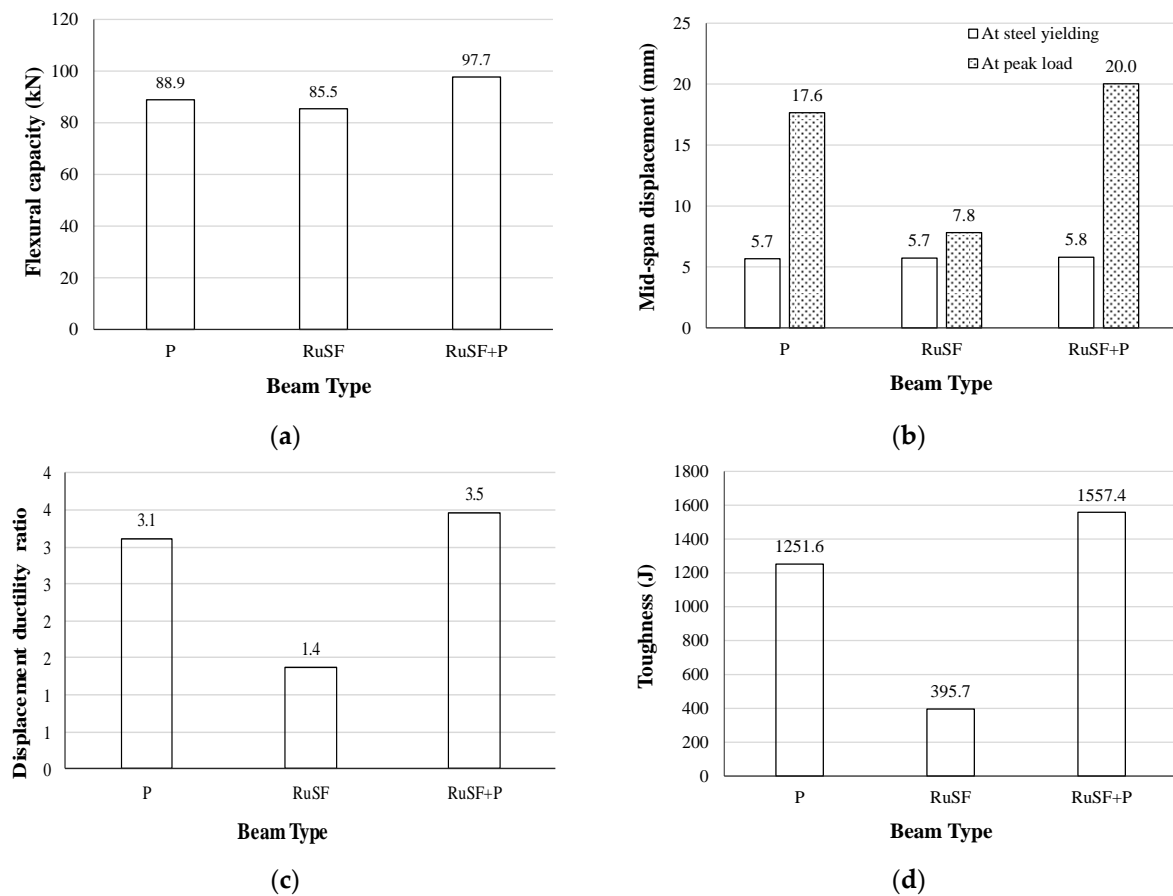 120
100
80
60
40
20
0
Flexural capacity (kN)
88.9
85.5
97.7
P
RuSF
RuSF+P
Beam Type
(a)
25
20
15
10
5
0
Mid-span displacement (mm)
At steel yielding
At peak load
5.7
17.6
5.7
7.8
5.8
20.0
P
RuSF
RuSF+P
Beam Type
(b)
4
4
3
3
2
2
1
1
0
Displacement ductility ratio
3.1
1.4
3.5
P
RuSF
RuSF+P
Beam Type
(c)
1800
1600
1400
1200
1000
800
600
400
200
0
Toughness (J)
1251.6
395.7
1557.4
P
RuSF
RuSF+P
Beam Type
(d)